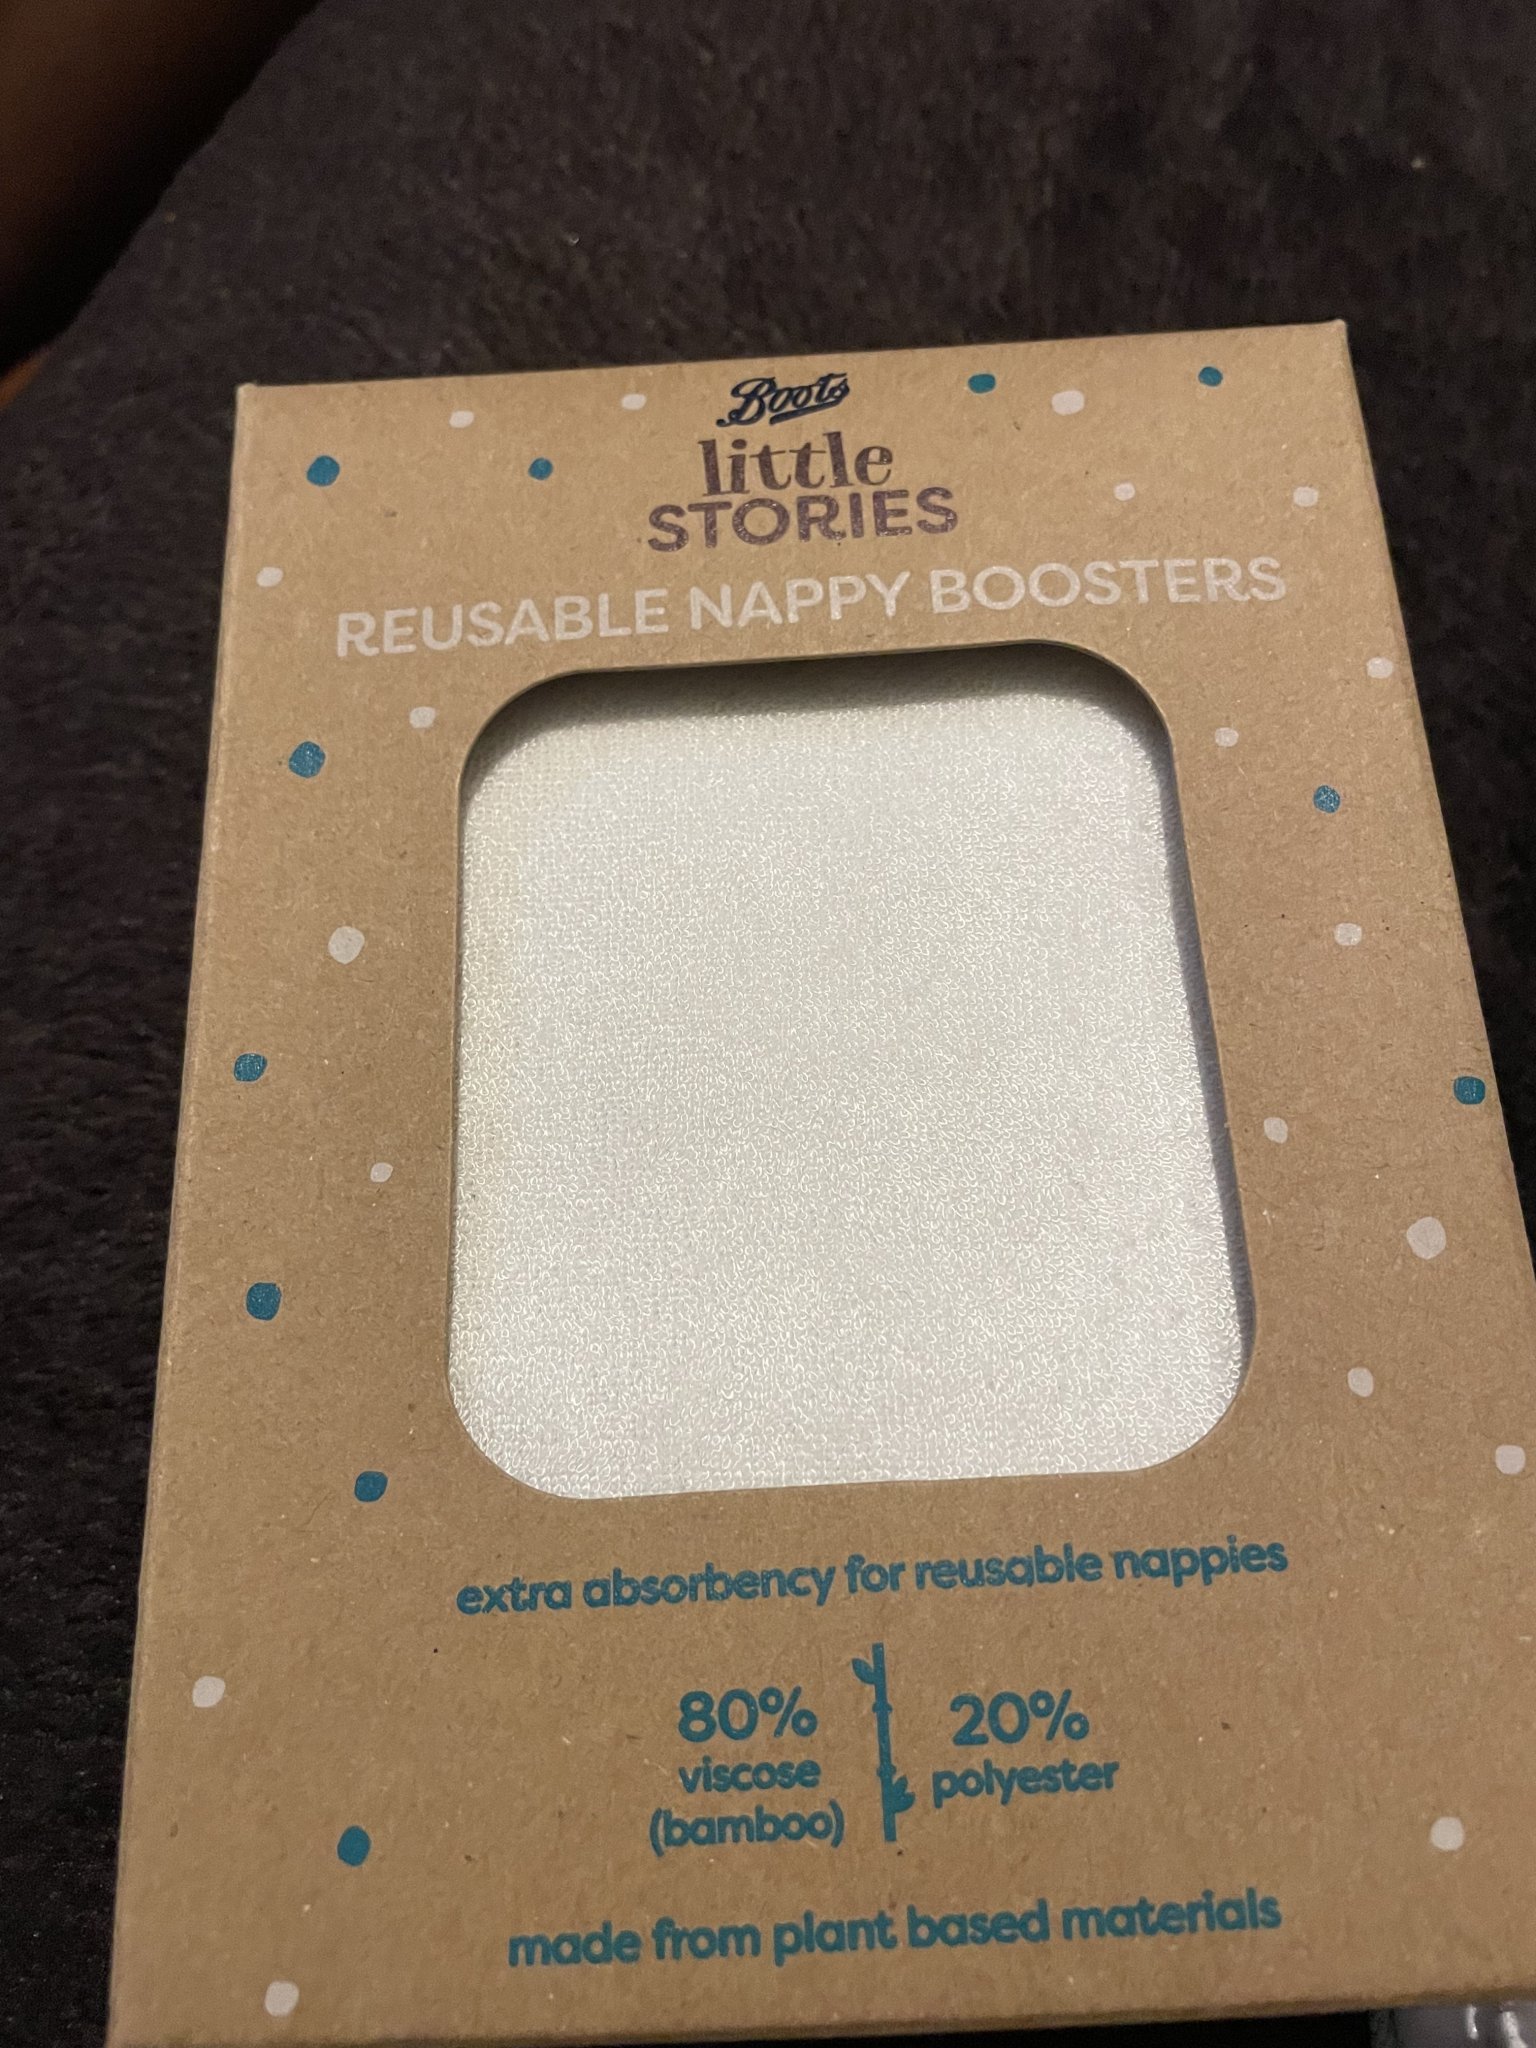 Boots
little
STORIES
REUSABLE NAPPY BOOSTERS
extra absorbency for reusable nappies
80%
viscose
(bamboo)
20%
polyester
made from plant based materials